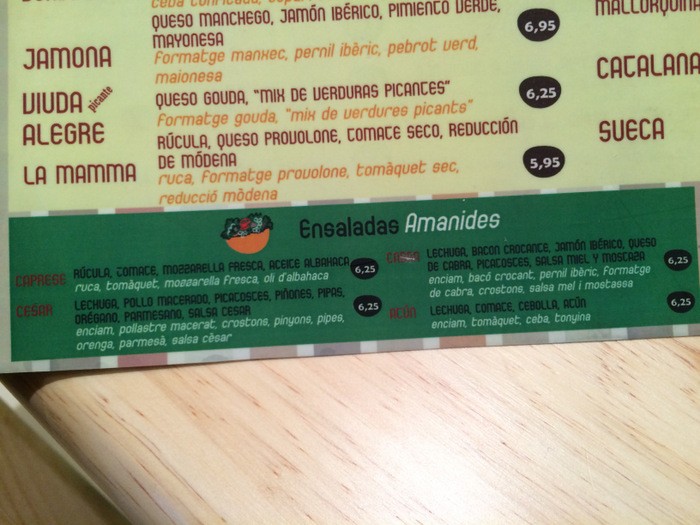 QUESO MANCHEGO, JAMÓN IBÉRICO, PIMIENTO VERDE,
MAYONESA
6,95
JAMONA
Formatge manxec, pernil ibèric, pebrot verd,
maionesa
MALLORQUINA
VIUDA picante
ALEGRE
QUESO GOUDA, "MIX DE VERDURAS PICANTES"
Formatge gouda, "mix de verdures picants"
6,25
CATALANA
LA MAMMA
RÚCULA, QUESO PROVOLONE, TOMATE SECO, REDUCCIÓN
DE MÓDENA
ruca, Formatge provolone, tomàquet sec,
reducció mòdena
5,95
SUECA
Ensaladas Amanides
CAPRESE
RÚCULA, TOMATE, MOZZARELLA FRESCA, ACEITE ALBAHACA
ruca, tomàquet, mozzarella fresca, oli d'albahaca
6,25
CESAR
LECHUGA, POLLO MACERADO, PICATOSTES, PIÑONES, PIPAS,
ORÉGANO, PARMESANO, SALSA CESAR
enciam, pollastre macerat, crostons, pinyons, pipes,
orenga, parmesà, salsa cèsar
6,25
LECHUGA, BACON CROCANTE, JAMÓN IBÉRICO, QUESO
DE CABRA, PICATOSTES, SALSA MIEL Y MOSTAZA
enciam, bacó crocant, pernil ibèric, Formatge
de cabra, crostons, salsa mel i mostassa
6,25
ATÚN
LECHUGA, TOMATE, CEBOLLA, ATÚN
enciam, tomàquet, ceba, tonyina
6,25